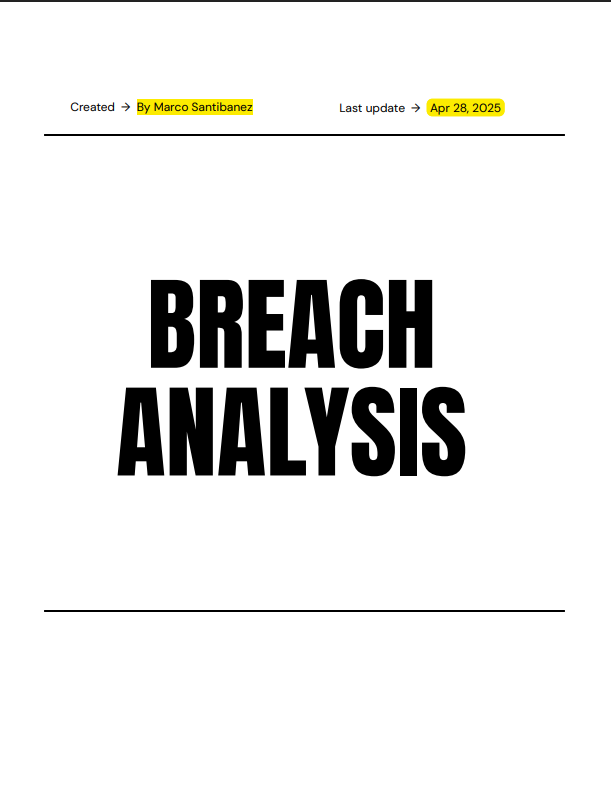 Created → By Marco Santibanez
Last update → Apr 28, 2025
BREACH
ANALYSIS